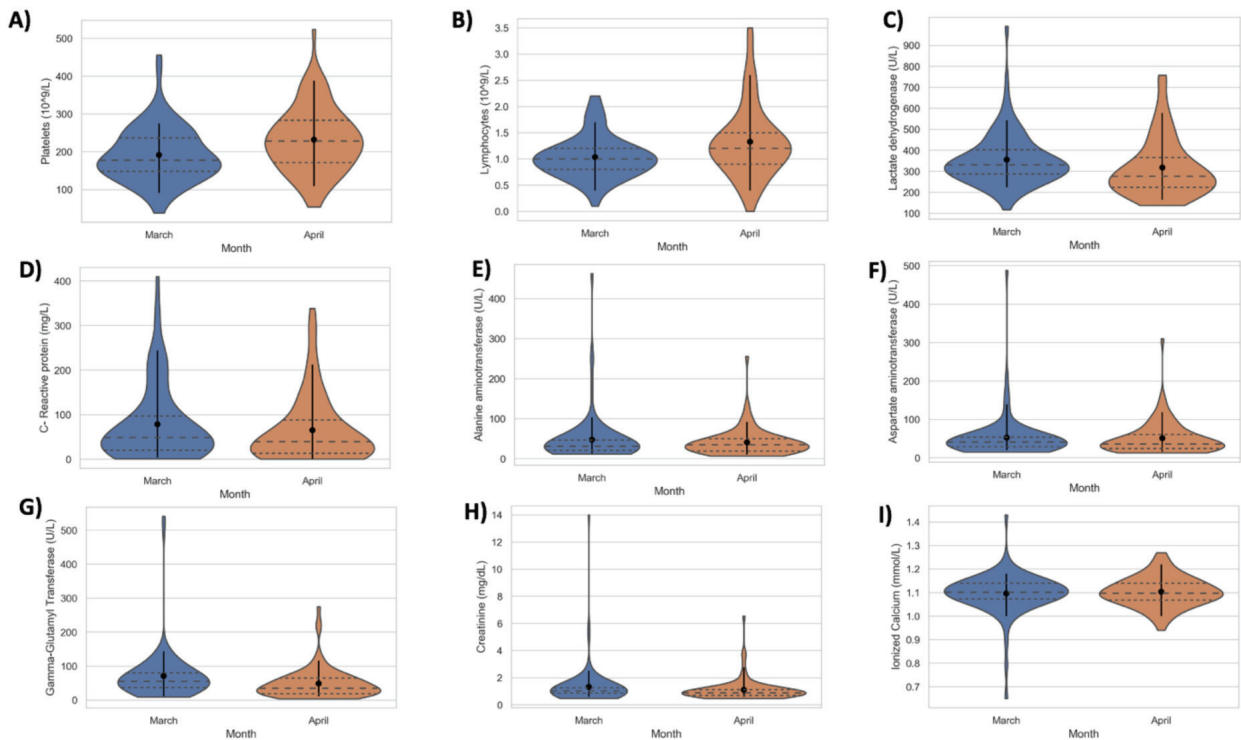 A)
Platelets (10^9/L)
500
400
300
200
100
March
April
Month
B)
Lymphocytes (10^9/L)
3.5
3.0
2.5
2.0
1.5
1.0
0.5
0.0
March
April
Month
C)
Lactate dehydrogenase (U/L)
900
800
700
600
500
400
300
200
100
March
April
Month
D)
C- Reactive protein (mg/L)
400
300
200
100
0
March
April
Month
E)
Alanine aminotransferase (U/L)
400
300
200
100
0
March
April
Month
F)
Aspartate aminotransferase (U/L)
500
400
300
200
100
0
March
April
Month
G)
Gamma-Glutamyl Transferase (U/L)
500
400
300
200
100
0
March
April
Month
H)
Creatinine (mg/dL)
14
12
10
8
6
4
2
0
March
April
Month
I)
Ionized Calcium (mmol/L)
1.4
1.3
1.2
1.1
1.0
0.9
0.8
0.7
March
April
Month